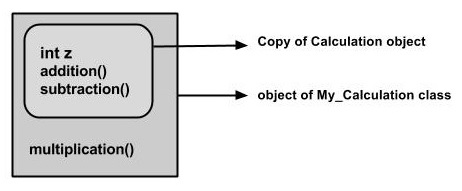 int z
addition()
subtraction()
multiplication()
Copy of Calculation object
object of My_Calculation class